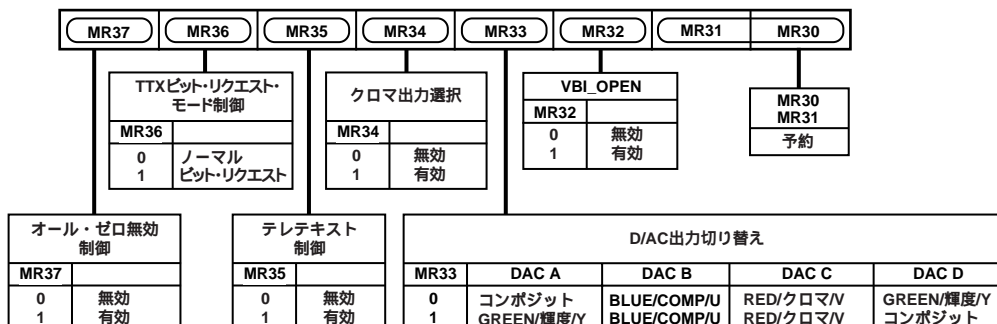 MR37 MR36 MR35 MR34 MR33 MR32 MR31 MR30
TTXビット・リクエスト・
モード制御
MR36
0 ノーマル
1 ビット・リクエスト
クロマ出力選択
MR34
0 無効
1 有効
VBI_OPEN
MR32
0 無効
1 有効
MR30
MR31
予約
オール・ゼロ無効
制御
MR37
0 無効
1 有効
テレテキスト
制御
MR35
0 無効
1 有効
D/AC出力切り替え
MR33 DAC A DAC B DAC C DAC D
0 コンポジット BLUE/COMP/U RED/クロマ/V GREEN/輝度/Y
1 GREEN/輝度/Y BLUE/COMP/U RED/クロマ/V コンポジット